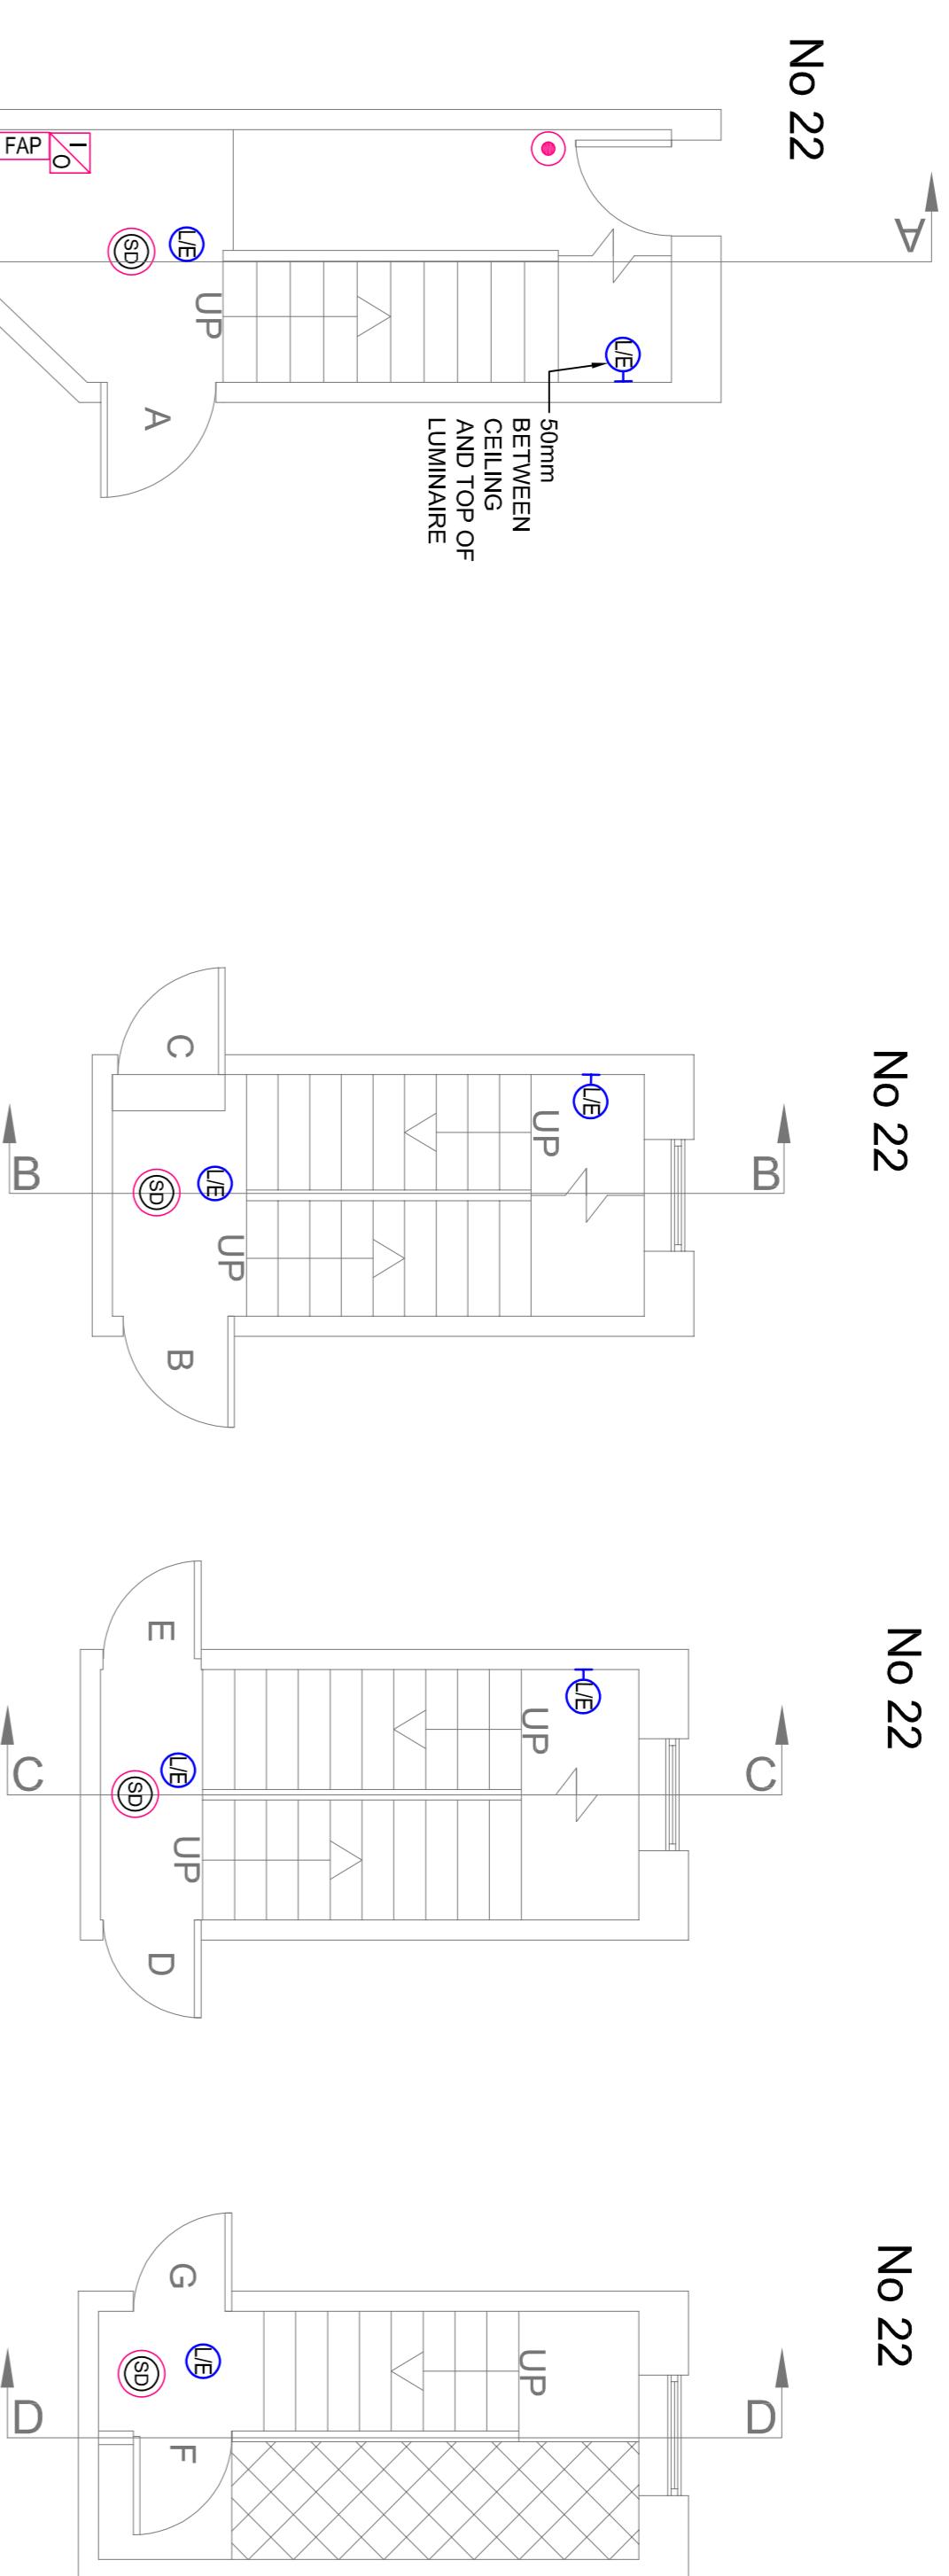 No 22
A
FAP
I
O
SD
L/E
UP
L/E
A
50mm
BETWEEN
CEILING
AND TOP OF
LUMINAIRE
No 22
C
L/E
UP
B
B
SD
L/E
UP
B
No 22
E
L/E
UP
C
C
SD
L/E
UP
D
No 22
G
SD
L/E
UP
D
D
F